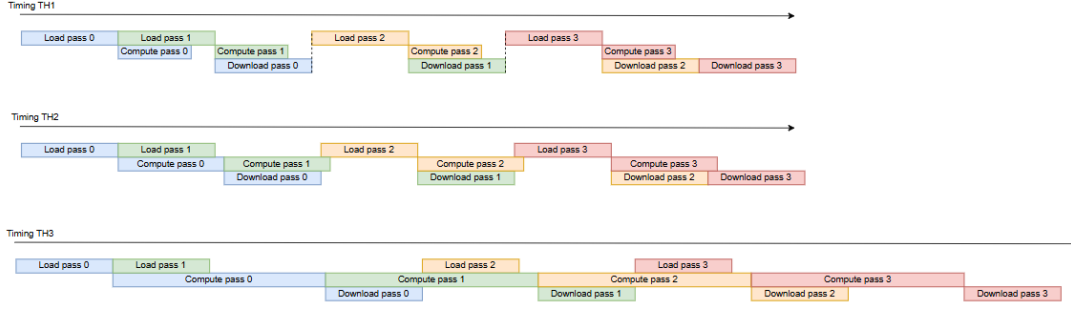 Timing TH1
Load pass 0 Load pass 1 Load pass 2 Load pass 3
Compute pass 0 Compute pass 1 Compute pass 2 Compute pass 3
Download pass 0 Download pass 1 Download pass 2 Download pass 3
Timing TH2
Load pass 0 Load pass 1 Load pass 2 Load pass 3
Compute pass 0 Compute pass 1 Compute pass 2 Compute pass 3
Download pass 0 Download pass 1 Download pass 2 Download pass 3
Timing TH3
Load pass 0 Load pass 1 Load pass 2 Load pass 3
Compute pass 0 Compute pass 1 Compute pass 2 Compute pass 3
Download pass 0 Download pass 1 Download pass 2 Download pass 3